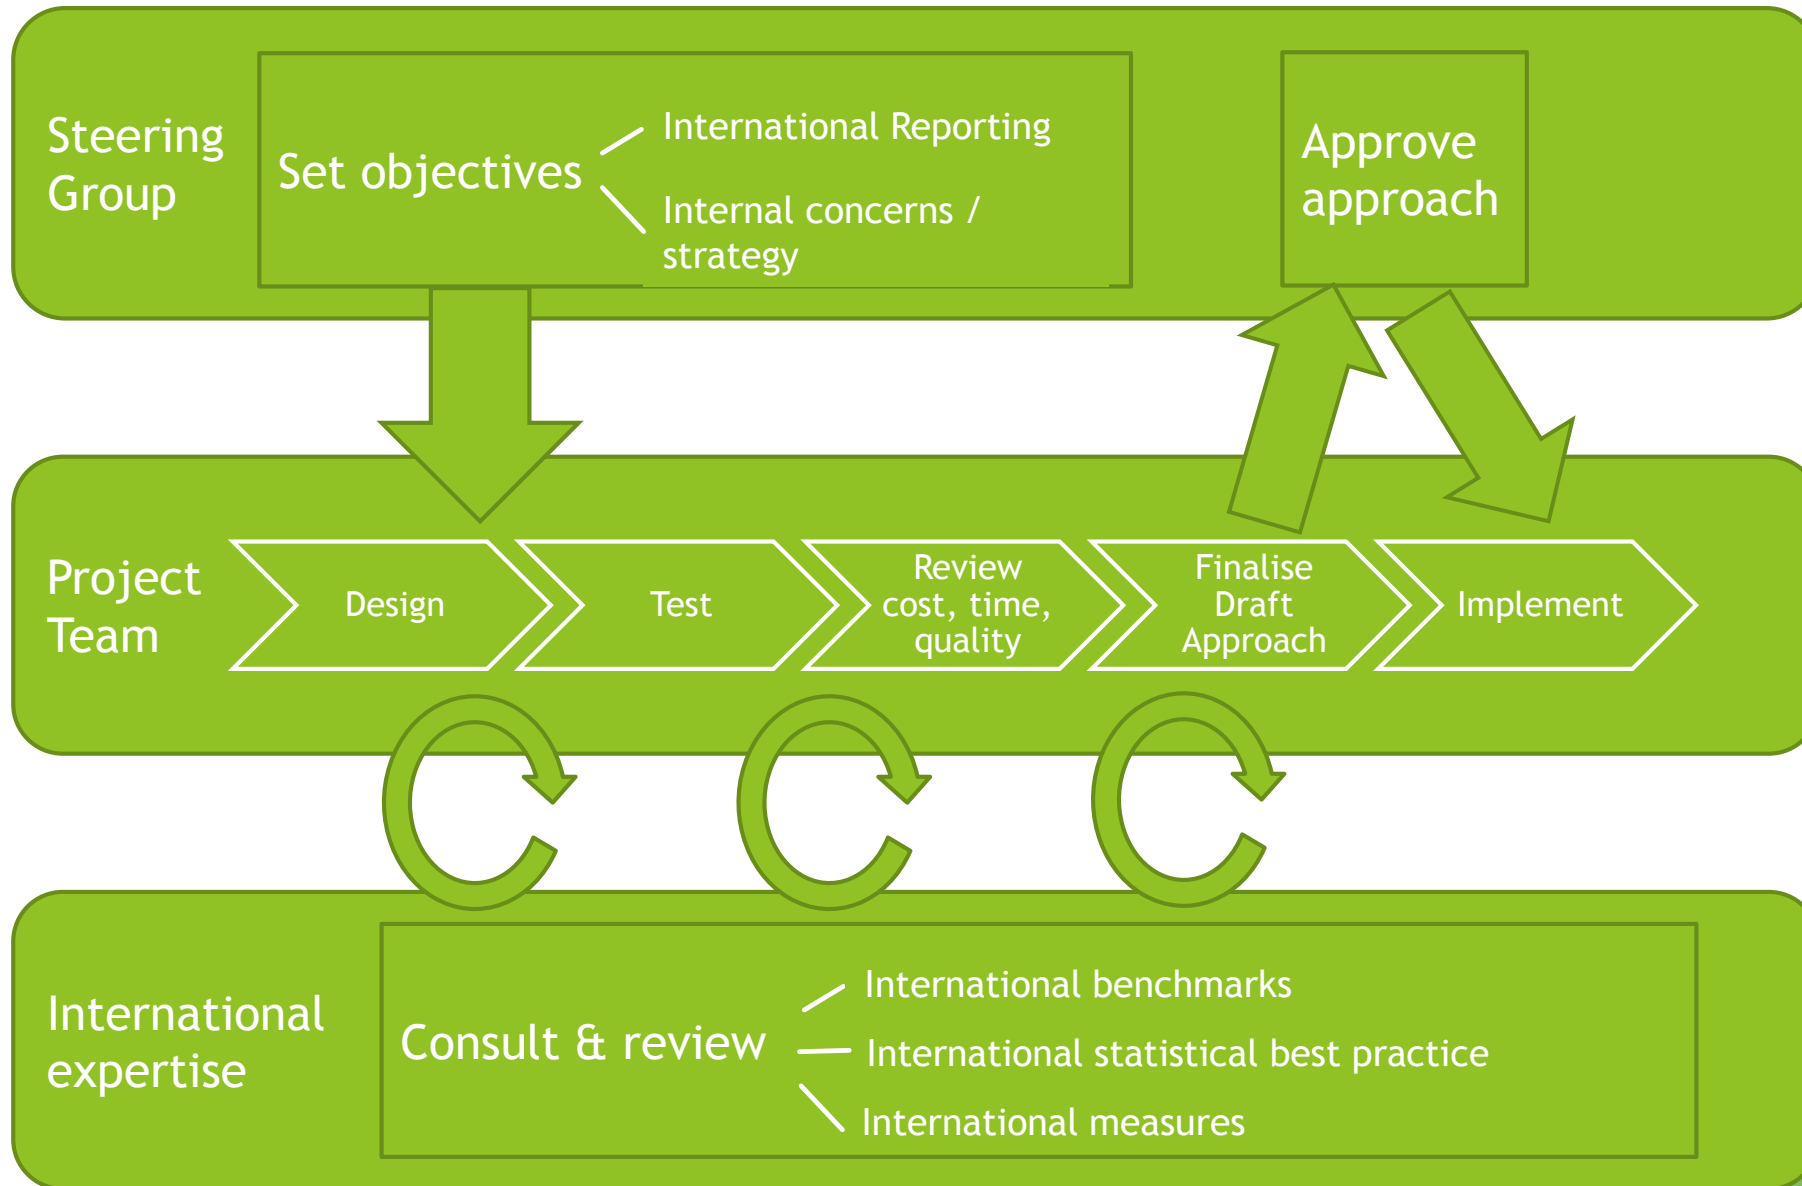 Steering
Group
Set objectives
International Reporting
Internal concerns /
strategy
Approve
approach
Project
Team
Design
Test
Review
cost, time,
quality
Finalise
Draft
Approach
Implement
International
expertise
Consult & review
International benchmarks
International statistical best practice
International measures